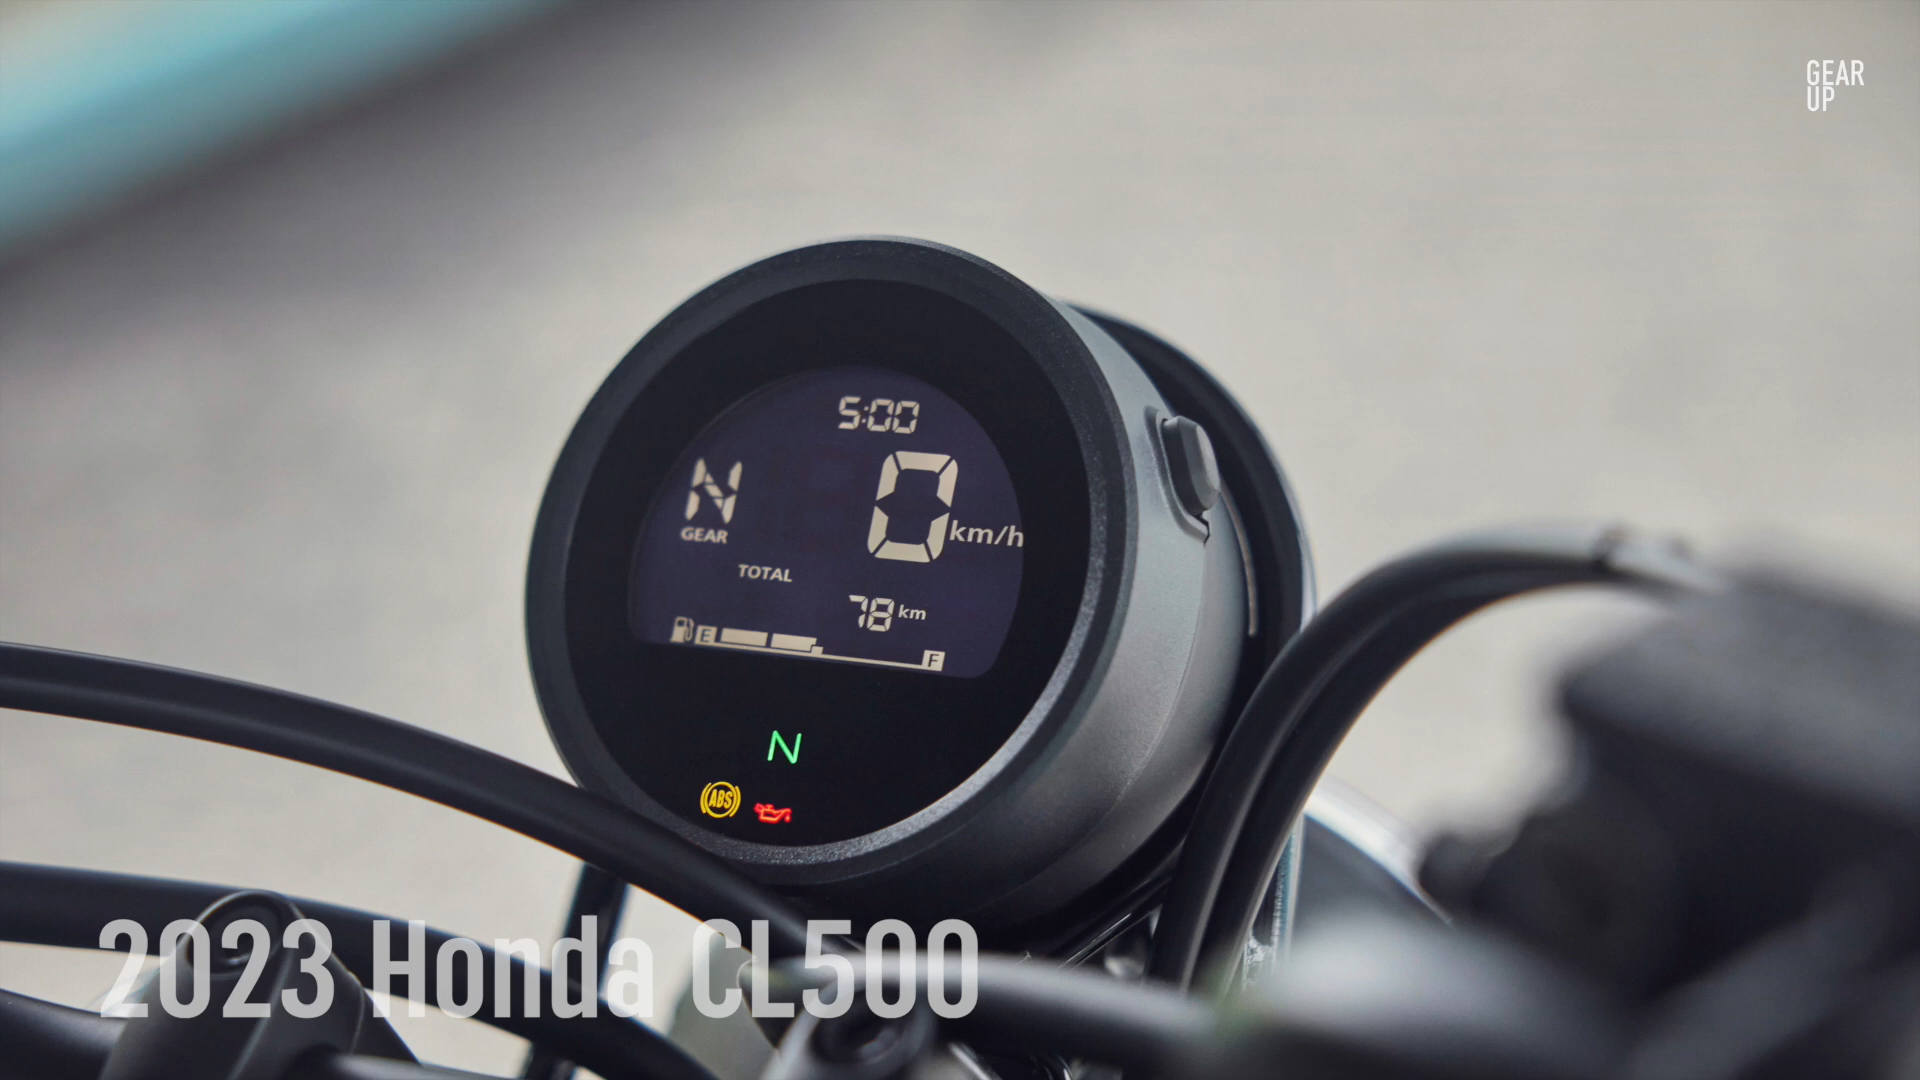 GEAR
UP
5:00
N
0 km/h
GEAR
TOTAL
78 km
E
F
N
ABS
2023 Honda CL500